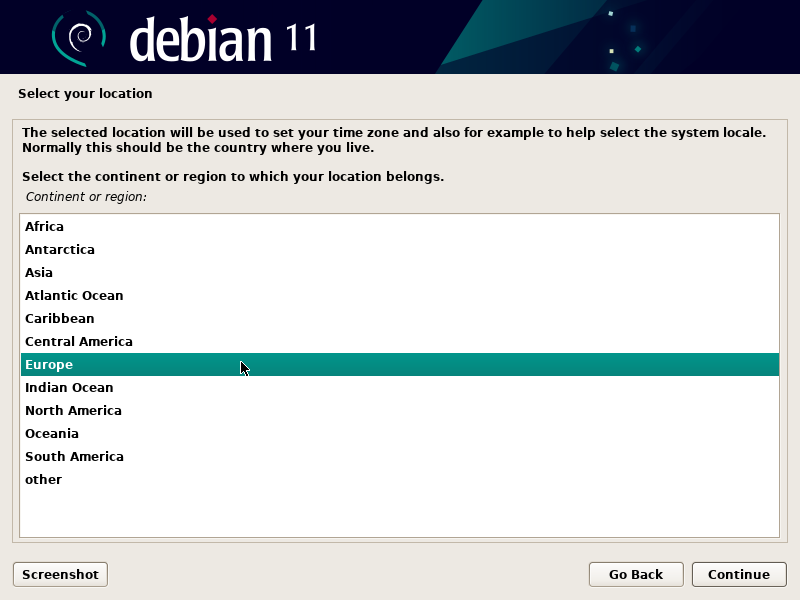 debian 11
Select your location
The selected location will be used to set your time zone and also for example to help select the system locale.
Normally this should be the country where you live.
Select the continent or region to which your location belongs.
Continent or region:
Africa
Antarctica
Asia
Atlantic Ocean
Caribbean
Central America
Europe
Indian Ocean
North America
Oceania
South America
other
Screenshot
Go Back
Continue